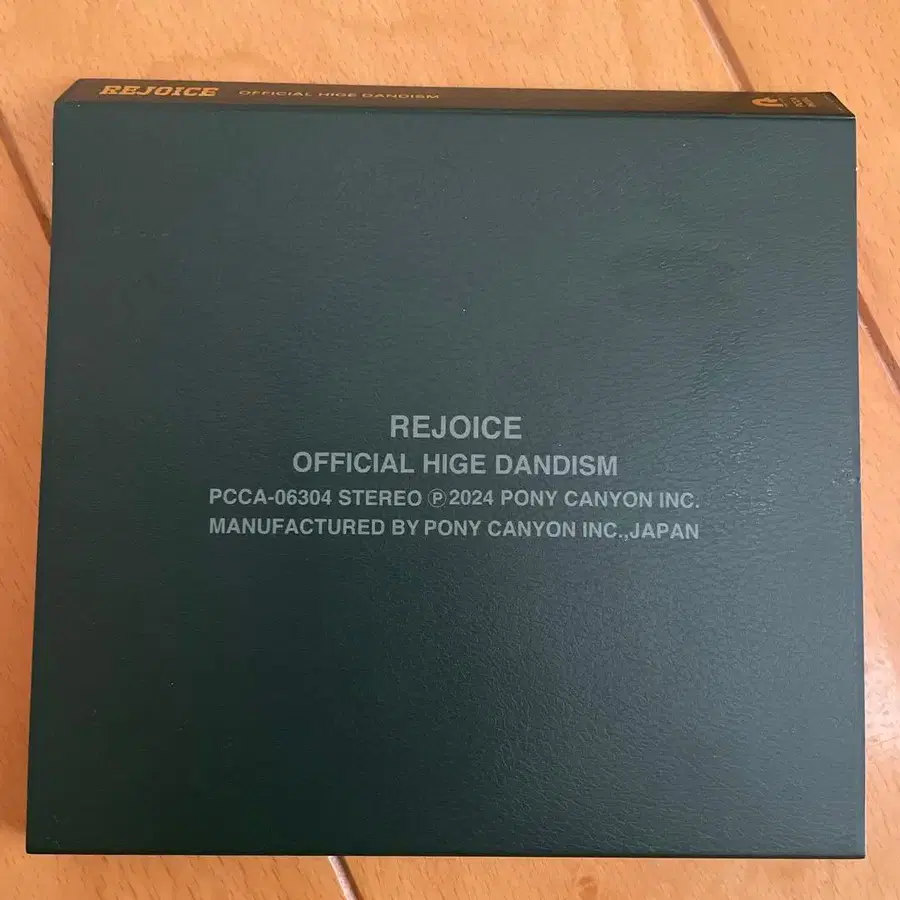 REJOICE OFFICIAL HIGE DANDISM
REJOICE
OFFICIAL HIGE DANDISM
PCCA-06304 STEREO Ⓟ 2024 PONY CANYON INC.
MANUFACTURED BY PONY CANYON INC.,JAPAN